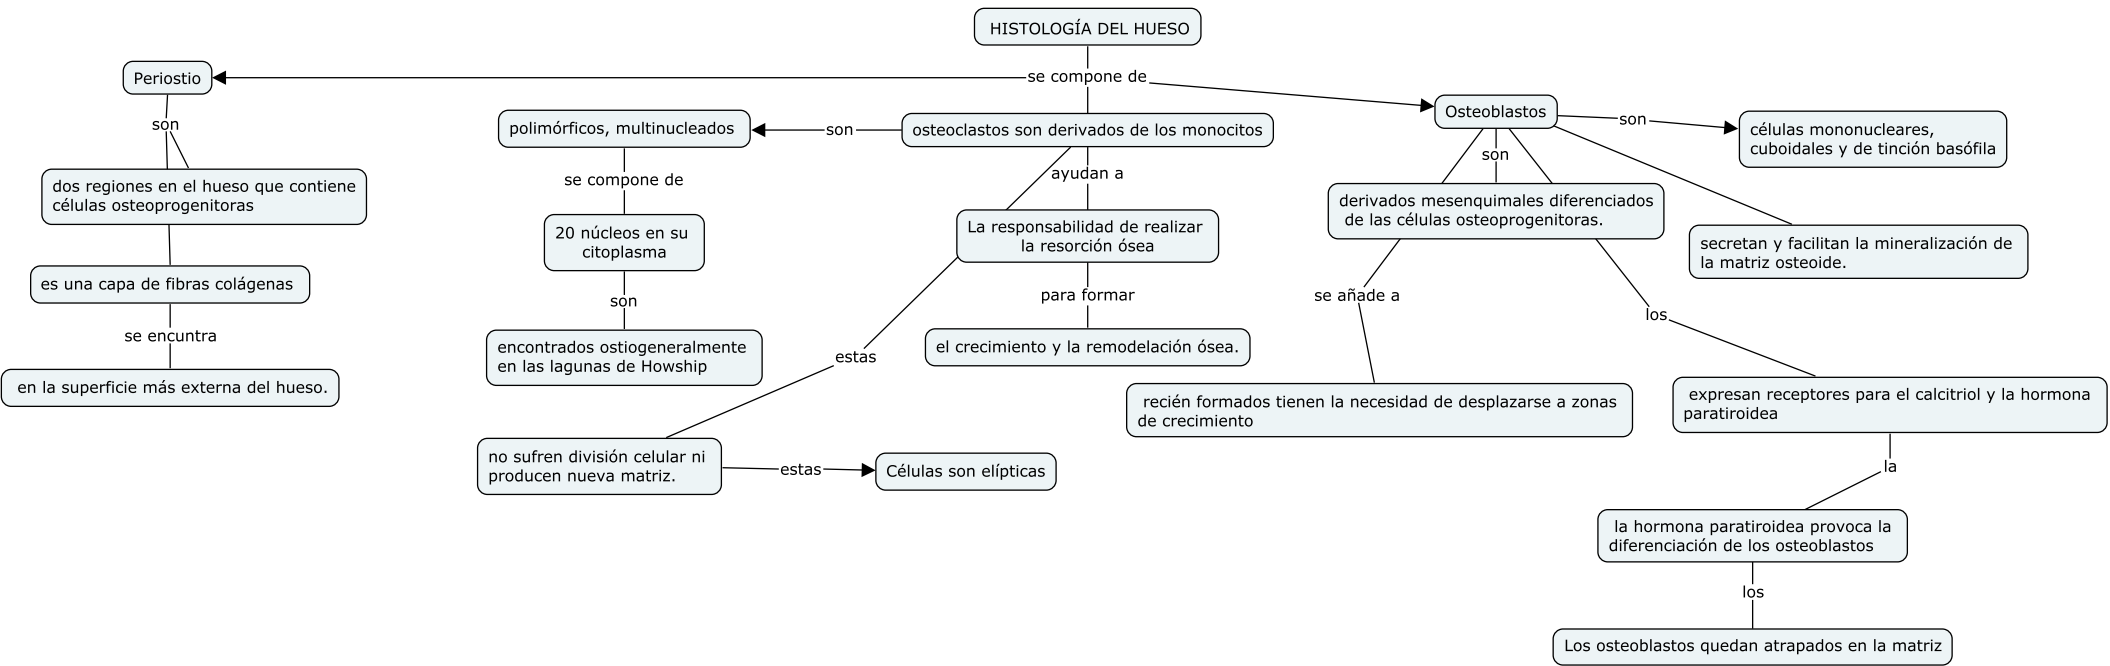 HISTOLOGÍA DEL HUESO
se compone de
Periostio
son
dos regiones en el hueso que contiene
células osteoprogenitoras
es una capa de fibras colágenas
se encuntra
en la superficie más externa del hueso.
osteoclastos son derivados de los monocitos
son
polimórficos, multinucleados
se compone de
20 núcleos en su
citoplasma
son
encontrados ostiogeneralmente
en las lagunas de Howship
ayudan a
La responsabilidad de realizar
la resorción ósea
para formar
el crecimiento y la remodelación ósea.
estas
no sufren división celular ni
producen nueva matriz.
estas
Células son elípticas
Osteoblastos
son
células mononucleares,
cuboidales y de tinción basófila
son
derivados mesenquimales diferenciados
de las células osteoprogenitoras.
secretan y facilitan la mineralización de
la matriz osteoide.
se añade a
recién formados tienen la necesidad de desplazarse a zonas
de crecimiento
los
expresan receptores para el calcitriol y la hormona
paratiroidea
la
la hormona paratiroidea provoca la
diferenciación de los osteoblastos
los
Los osteoblastos quedan atrapados en la matriz